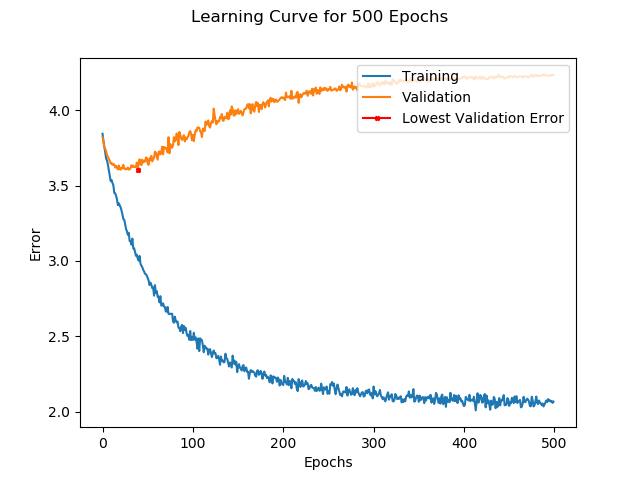 Learning Curve for 500 Epochs
Training
Validation
Lowest Validation Error
4.0
3.5
3.0
2.5
2.0
Error
0 100 200 300 400 500
Epochs